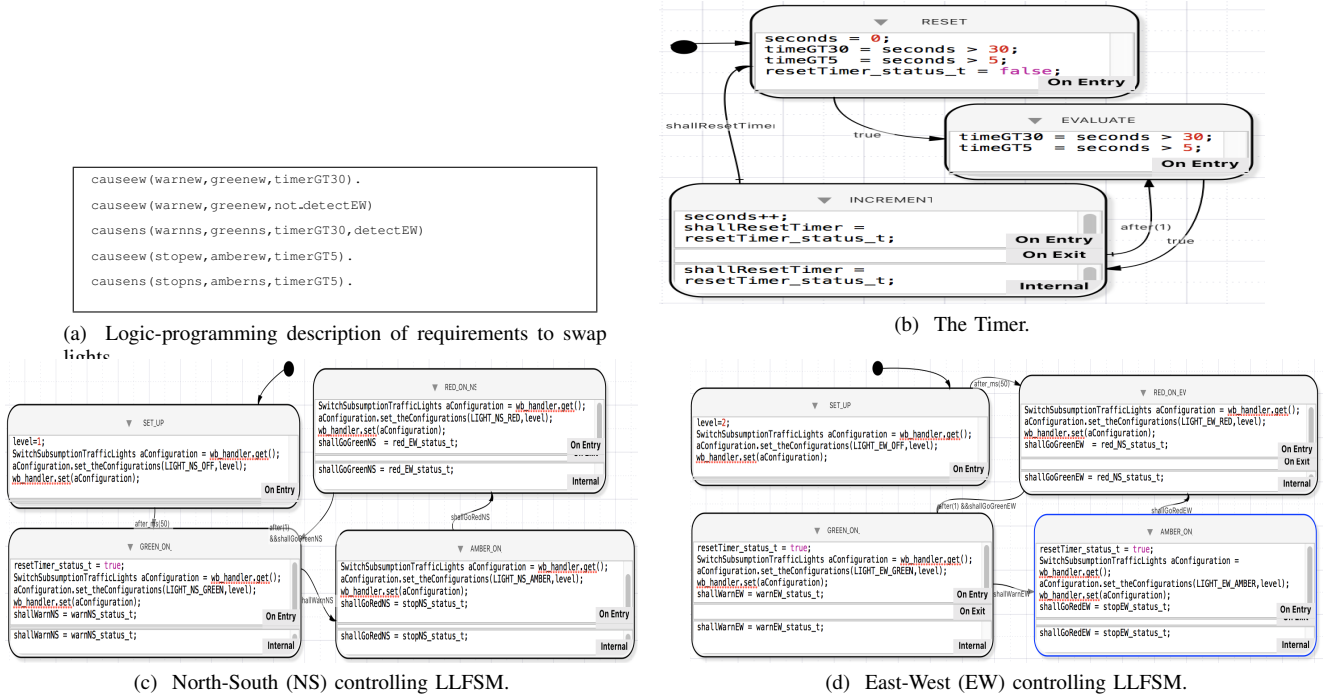 causeew(warnew,greenew,timerGT30).
causeew(warnew,greenew,not_detectEW)
causens(warnns,greenns,timerGT30,detectEW)
causeew(stopew,amberew,timerGT5).
causens(stopns,amberns,timerGT5).
(a) Logic-programming description of requirements to swap
lights
RESET
seconds = 0;
timeGT30 = seconds > 30;
timeGT5 = seconds > 5;
resetTimer_status_t = false;
On Entry
shallResetTimer
true
EVALUATE
timeGT30 = seconds > 30;
timeGT5 = seconds > 5;
On Entry
INCREMENT
seconds++;
shallResetTimer =
resetTimer_status_t;
On Entry
On Exit
shallResetTimer =
resetTimer_status_t;
Internal
after(1)
true
(b) The Timer.
SET_UP
level=1;
SwitchSubsumptionTrafficLights aConfiguration = wb_handler.get();
aConfiguration.set_theConfigurations(LIGHT_NS_OFF,level);
wb_handler.set(aConfiguration);
On Entry
RED_ON_NS
SwitchSubsumptionTrafficLights aConfiguration = wb_handler.get();
aConfiguration.set_theConfigurations(LIGHT_NS_RED,level);
wb_handler.set(aConfiguration);
shallGoGreenNS = red_EW_status_t;
On Entry
shallGoGreenNS = red_EW_status_t;
Internal
after_ms(50)
after(1)
&&shallGoGreenNS
shallGoRedNS
GREEN_ON_
resetTimer_status_t = true;
SwitchSubsumptionTrafficLights aConfiguration = wb_handler.get();
aConfiguration.set_theConfigurations(LIGHT_NS_GREEN,level);
wb_handler.set(aConfiguration);
shallWarnNS = warnNS_status_t;
On Entry
shallWarnNS = warnNS_status_t;
Internal
shallWarnNS
AMBER_ON
SwitchSubsumptionTrafficLights aConfiguration = wb_handler.get();
aConfiguration.set_theConfigurations(LIGHT_NS_AMBER,level);
wb_handler.set(aConfiguration);
shallGoRedNS = stopNS_status_t;
On Entry
shallGoRedNS = stopNS_status_t;
Internal
(c) North-South (NS) controlling LLFSM.
SET_UP
level=2;
SwitchSubsumptionTrafficLights aConfiguration = wb_handler.get();
aConfiguration.set_theConfigurations(LIGHT_EW_OFF,level);
wb_handler.set(aConfiguration);
On Entry
after_ms(50)
RED_ON_EV
SwitchSubsumptionTrafficLights aConfiguration = wb_handler.get();
aConfiguration.set_theConfigurations(LIGHT_EW_RED,level);
wb_handler.set(aConfiguration);
shallGoGreenEW = red_NS_status_t;
On Entry
On Exit
shallGoGreenEW = red_NS_status_t;
Internal
after(1) &&shallGoGreenEW
shallGoRedEW
GREEN_ON_
resetTimer_status_t = true;
SwitchSubsumptionTrafficLights aConfiguration = wb_handler.get();
aConfiguration.set_theConfigurations(LIGHT_EW_GREEN,level);
wb_handler.set(aConfiguration);
shallWarnEW = warnEW_status_t;
On Entry
On Exit
shallWarnEW = warnEW_status_t;
Internal
shallWarnEW
AMBER_ON
resetTimer_status_t = true;
SwitchSubsumptionTrafficLights aConfiguration =
wb_handler.get();
aConfiguration.set_theConfigurations(LIGHT_EW_AMBER,level);
wb_handler.set(aConfiguration);
shallGoRedEW = stopEW_status_t;
On Entry
shallGoRedEW = stopEW_status_t;
Internal
(d) East-West (EW) controlling LLFSM.